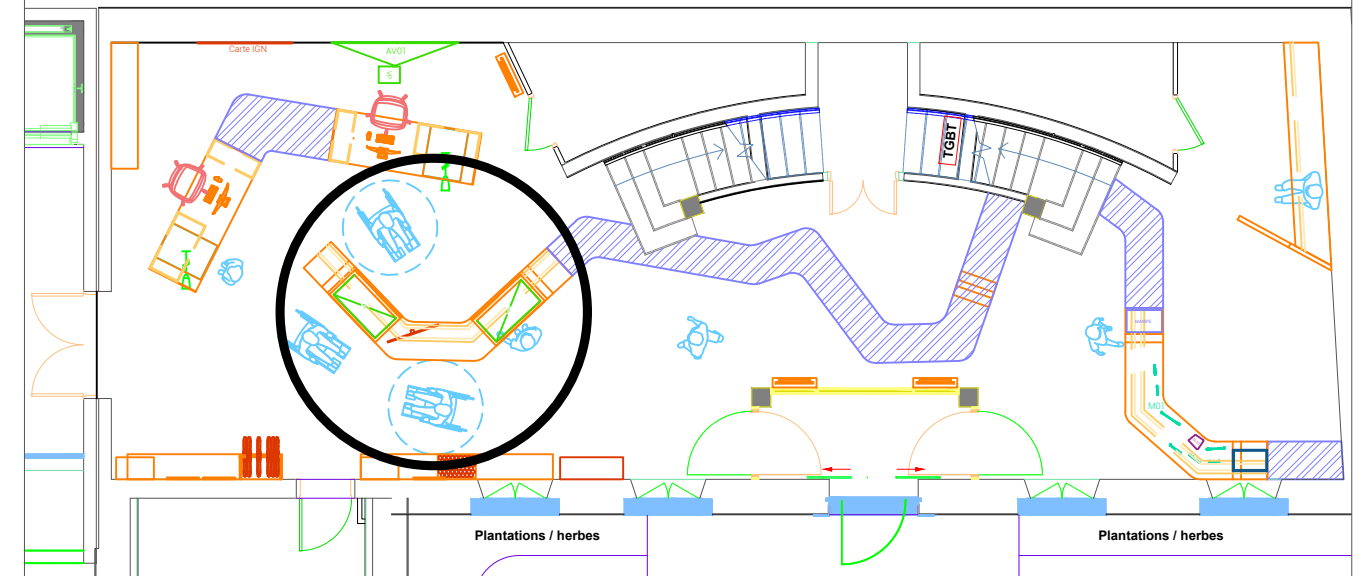 Carte IGN
AV01
TGBT
M01
Plantations / herbes
Plantations / herbes